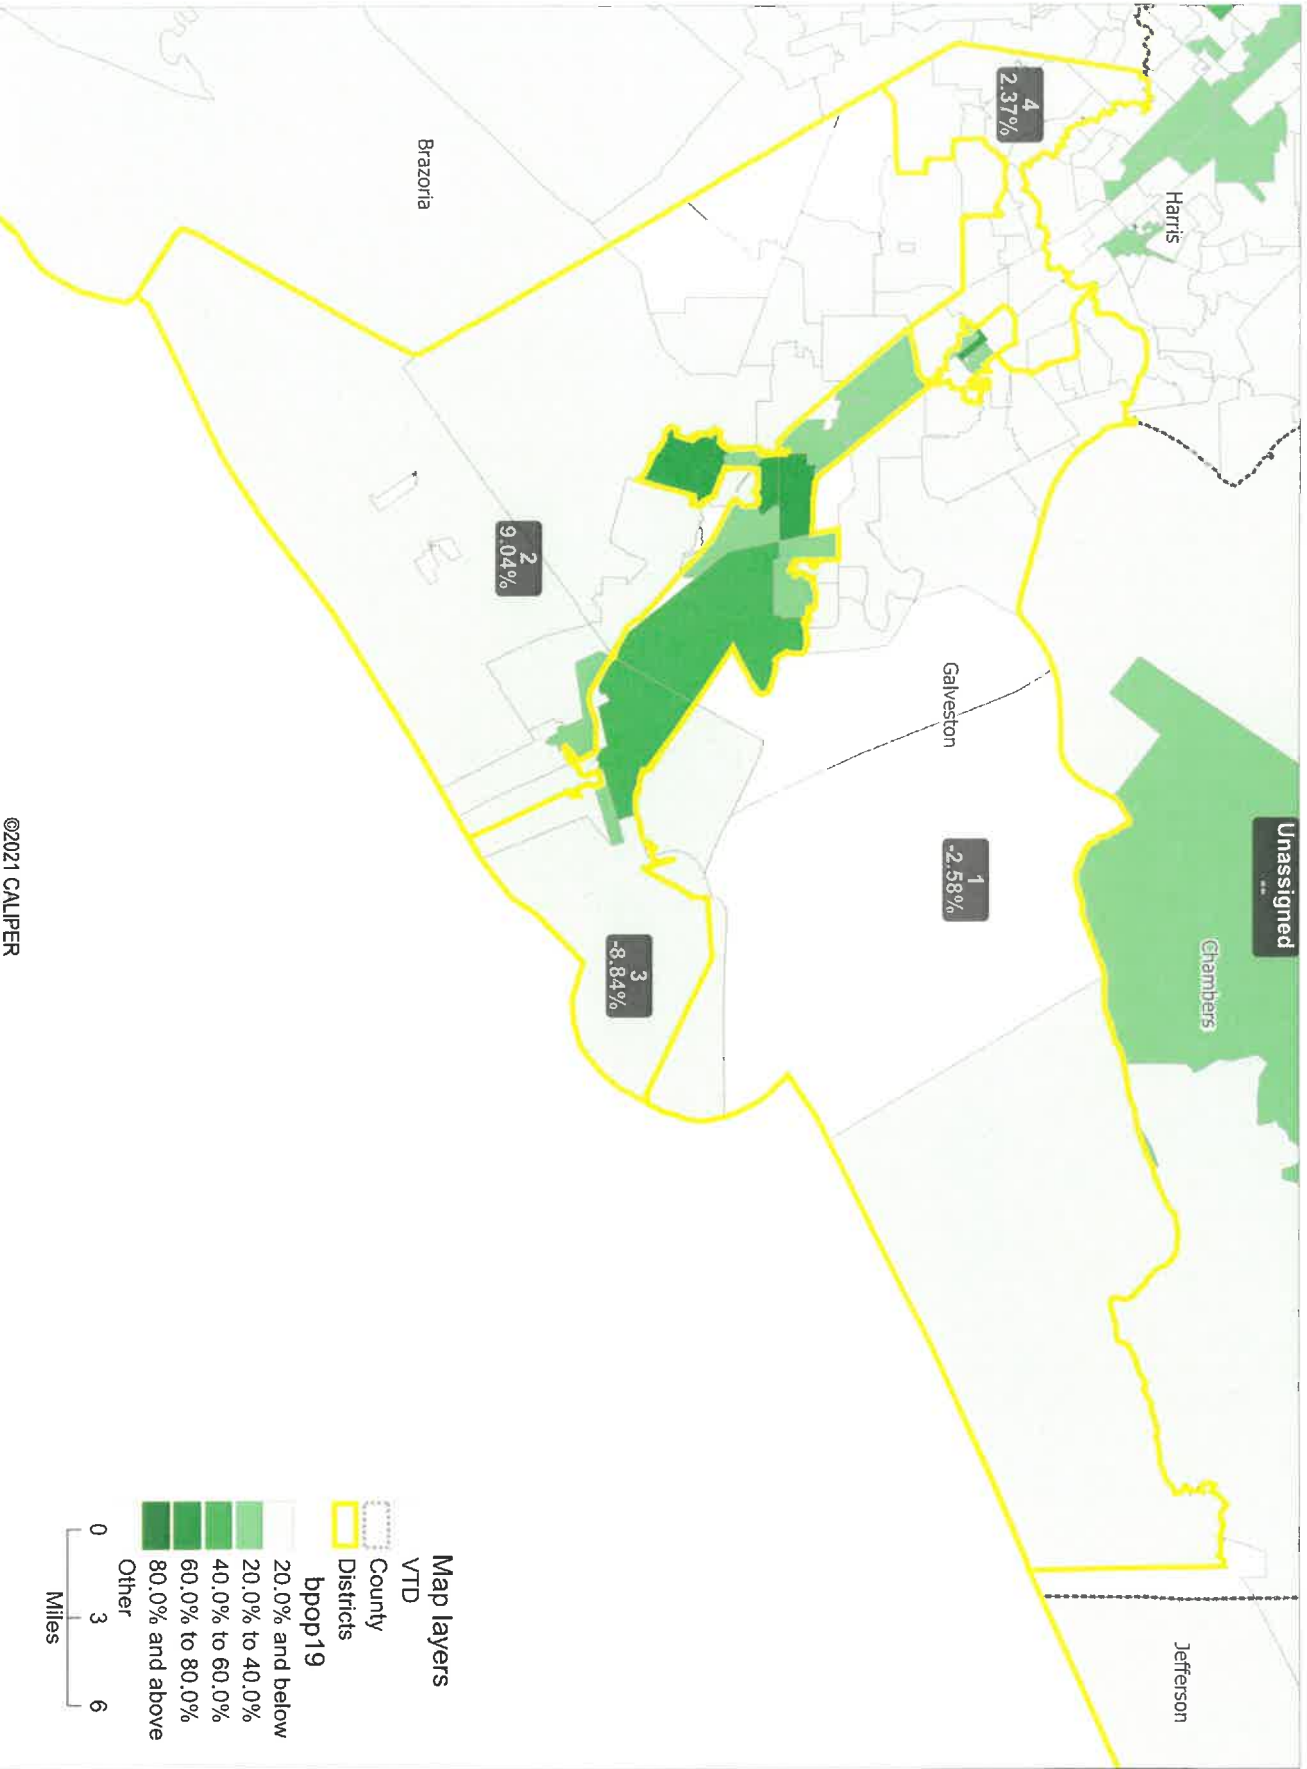 Unassigned
--
Harris
Chambers
Jefferson
4
2.37%
Galveston
1
-2.58%
Brazoria
2
9.04%
3
-8.84%
Map layers
VTD
County
Districts
bpop19
20.0% and below
20.0% to 40.0%
40.0% to 60.0%
60.0% to 80.0%
80.0% and above
Other
0 3 6
Miles
©2021 CALIPER